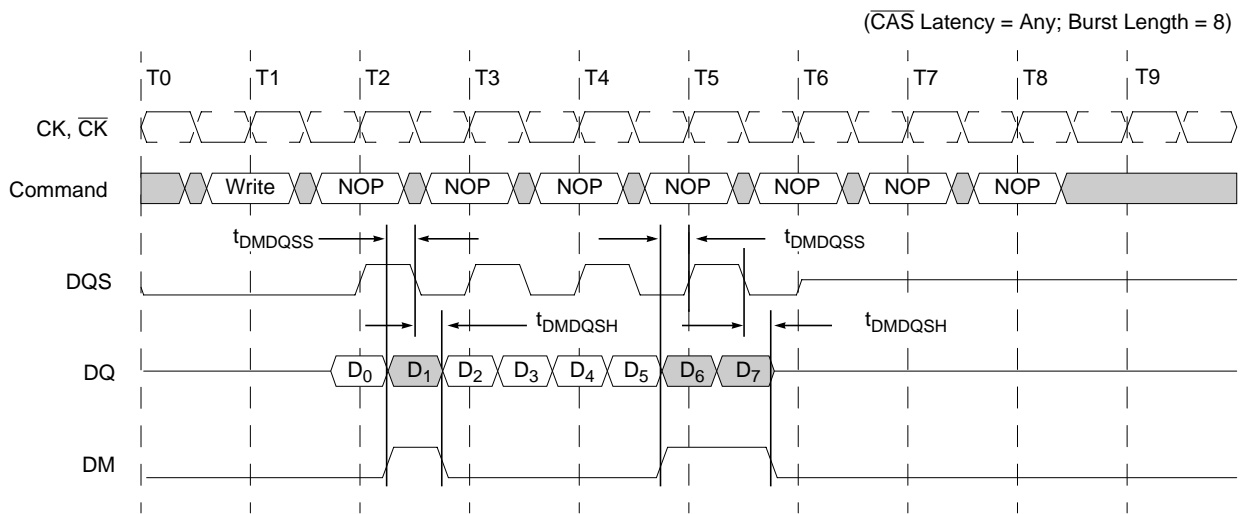 (C̅A̅S̅ Latency = Any; Burst Length = 8)
T0 T1 T2 T3 T4 T5 T6 T7 T8 T9
CK, C̅K̅
Command Write NOP NOP NOP NOP NOP NOP NOP
tDMDQSS tDMDQSS
DQS
tDMDQSH tDMDQSH
DQ D0 D1 D2 D3 D4 D5 D6 D7
DM